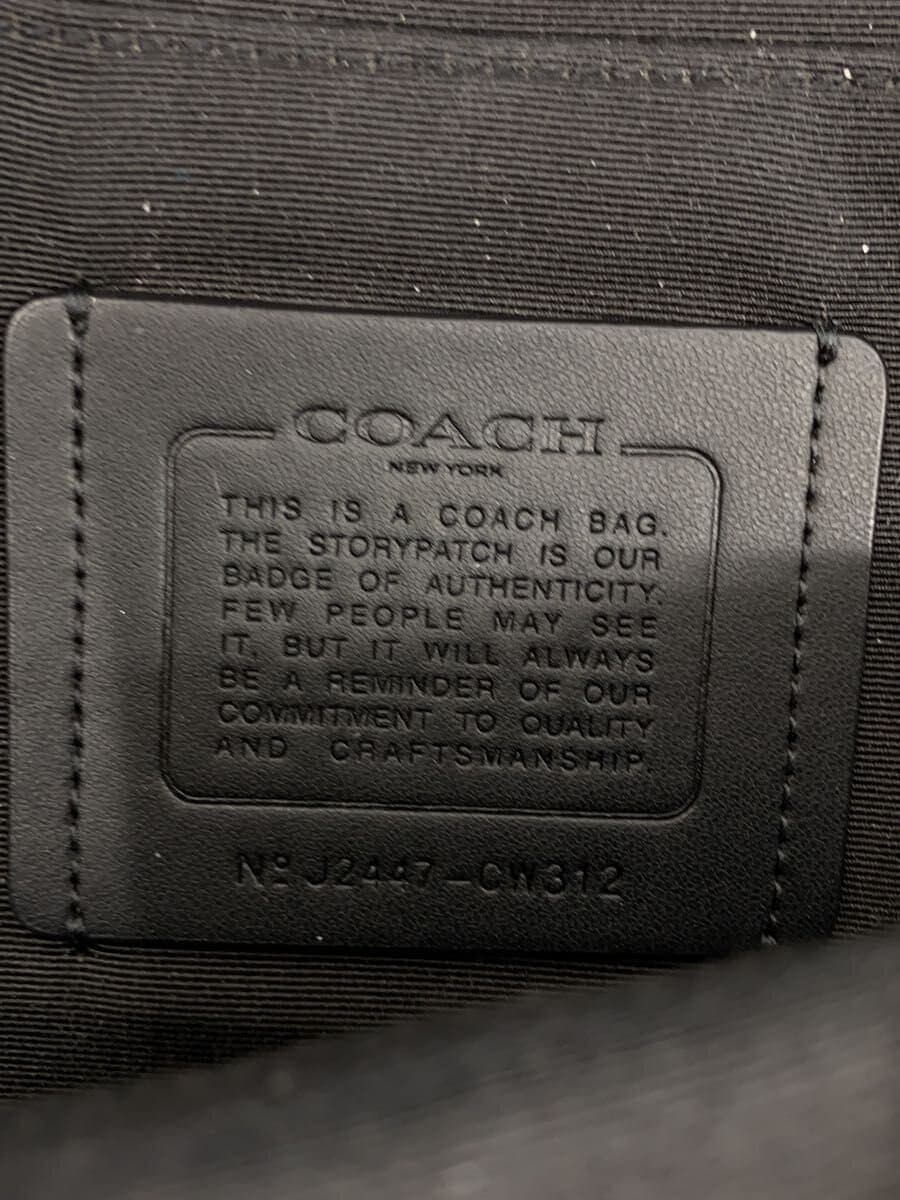 COACH
NEW YORK
THIS IS A COACH BAG.
THE STORYPATCH IS OUR
BADGE OF AUTHENTICITY.
FEW PEOPLE MAY SEE
IT, BUT IT WILL ALWAYS
BE A REMINDER OF OUR
COMMITMENT TO QUALITY
AND CRAFTSMANSHIP.
Nº J2447-CW312